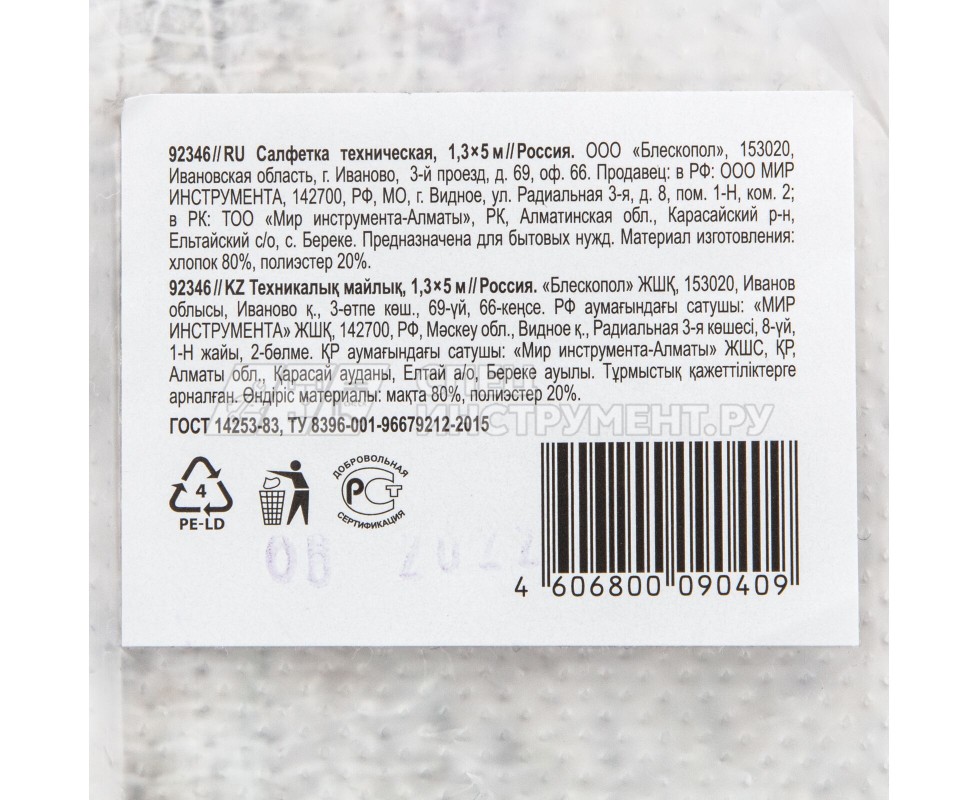 92346//RU Салфетка техническая, 1,3×5 м//Россия. ООО «Блескопол», 153020,
Ивановская область, г. Иваново, 3-й проезд, д. 69, оф. 66. Продавец: в РФ: ООО МИР
ИНСТРУМЕНТА, 142700, РФ, МО, г. Видное, ул. Радиальная 3-я, д. 8, пом. 1-Н, ком. 2;
в РК: ТОО «Мир инструмента-Алматы», РК, Алматинская обл., Карасайский р-н,
Ельтайский с/о, с. Береке. Предназначена для бытовых нужд. Материал изготовления:
хлопок 80%, полиэстер 20%.
92346//KZ Техникалық майлық, 1,3×5 м//Россия. «Блескопол» ЖШҚ, 153020, Иванов
облысы, Иваново қ., 3-өтпе көш., 69-үй, 66-кеңсе. РФ аумағындағы сатушы: «МИР
ИНСТРУМЕНТА» ЖШҚ, 142700, РФ, Мәскеу обл., Видное қ., Радиальная 3-я көшесі, 8-үй,
1-Н жайы, 2-бөлме. ҚР аумағындағы сатушы: «Мир инструмента-Алматы» ЖШС, ҚР,
Алматы обл., Қарасай ауданы, Елтай а/о, Береке ауылы. Тұрмыстық қажеттіліктерге
арналған. Өндіріс материалы: мақта 80%, полиэстер 20%.
СПЕЦ
ИНСТРУМЕНТ.РУ
ГОСТ 14253-83, ТУ 8396-001-96679212-2015
4
PE-LD
ДОБРОВОЛЬНАЯ
РСТ
СЕРТИФИКАЦИЯ
08 2022
4 606800 090409